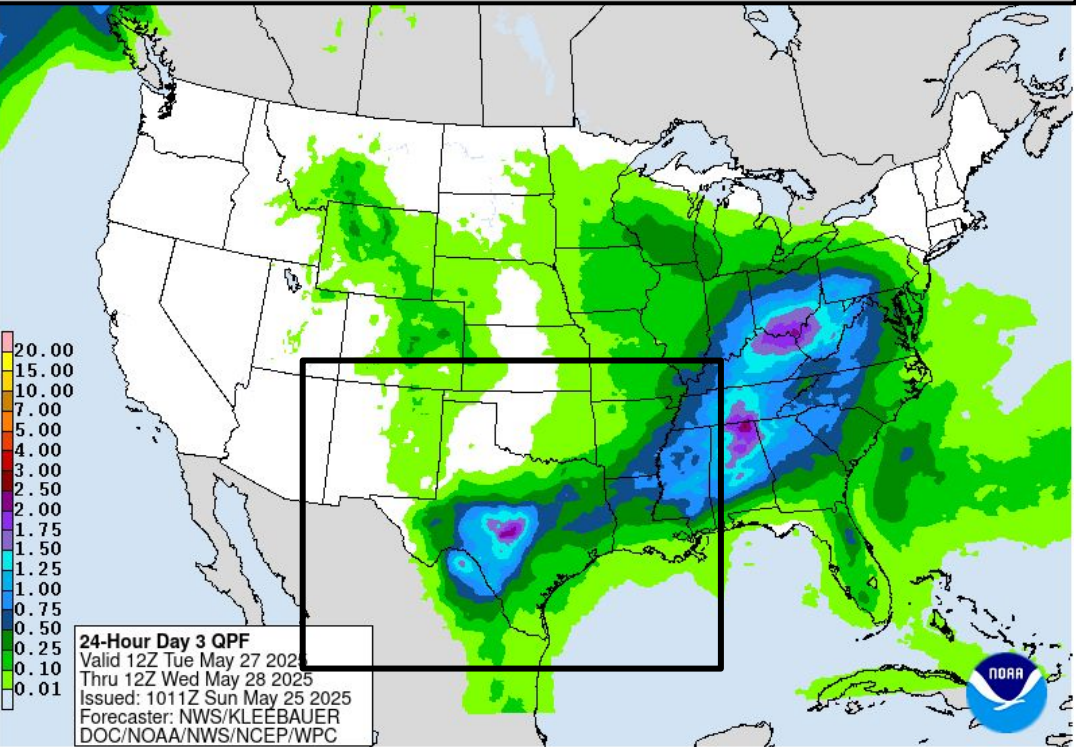 20.00
15.00
10.00
7.00
5.00
4.00
3.00
2.50
2.00
1.75
1.50
1.25
1.00
0.75
0.50
0.25
0.10
0.01
24-Hour Day 3 QPF
Valid 12Z Tue May 27 2025
Thru 12Z Wed May 28 2025
Issued: 1011Z Sun May 25 2025
Forecaster: NWS/KLEEBAUER
DOC/NOAA/NWS/NCEP/WPC
NOAA